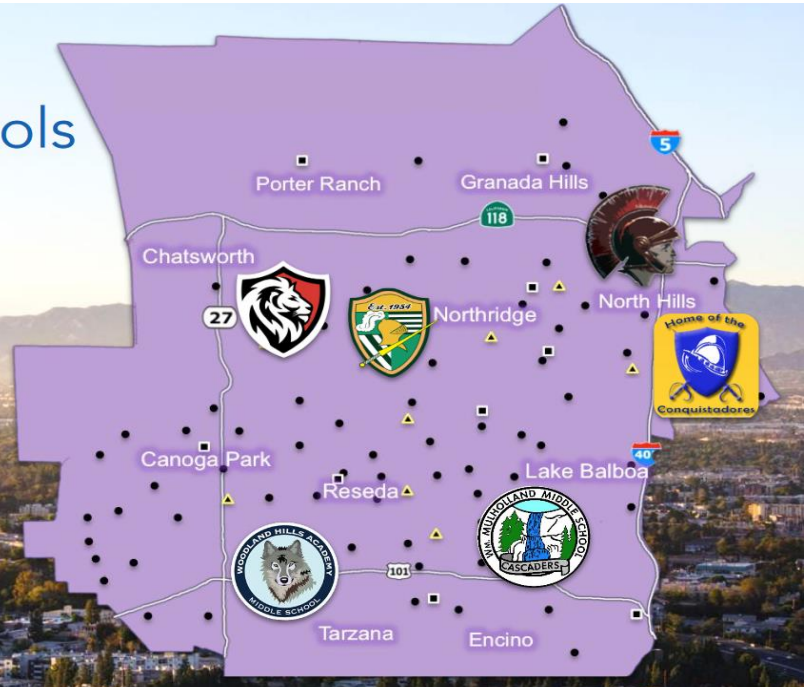 ols
5
Porter Ranch
Granada Hills
CALIFORNIA
118
Chatsworth
North Hills
27
Est. 1954
Northridge
Home of the
Conquistadores
Canoga Park
40
Lake Balboa
Reseda
WM. MULHOLLAND MIDDLE SCHOOL
CASCADERS
WOODLAND HILLS ACADEMY
MIDDLE SCHOOL
101
Tarzana
Encino